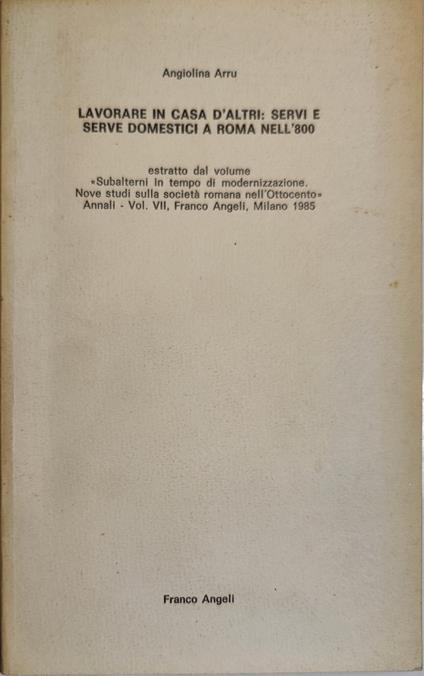 Angiolina Arru
LAVORARE IN CASA D'ALTRI: SERVI E
SERVE DOMESTICI A ROMA NELL'800
estratto dal volume
«Subalterni in tempo di modernizzazione.
Nove studi sulla società romana nell'Ottocento»
Annali - Vol. VII, Franco Angeli, Milano 1985
Franco Angeli